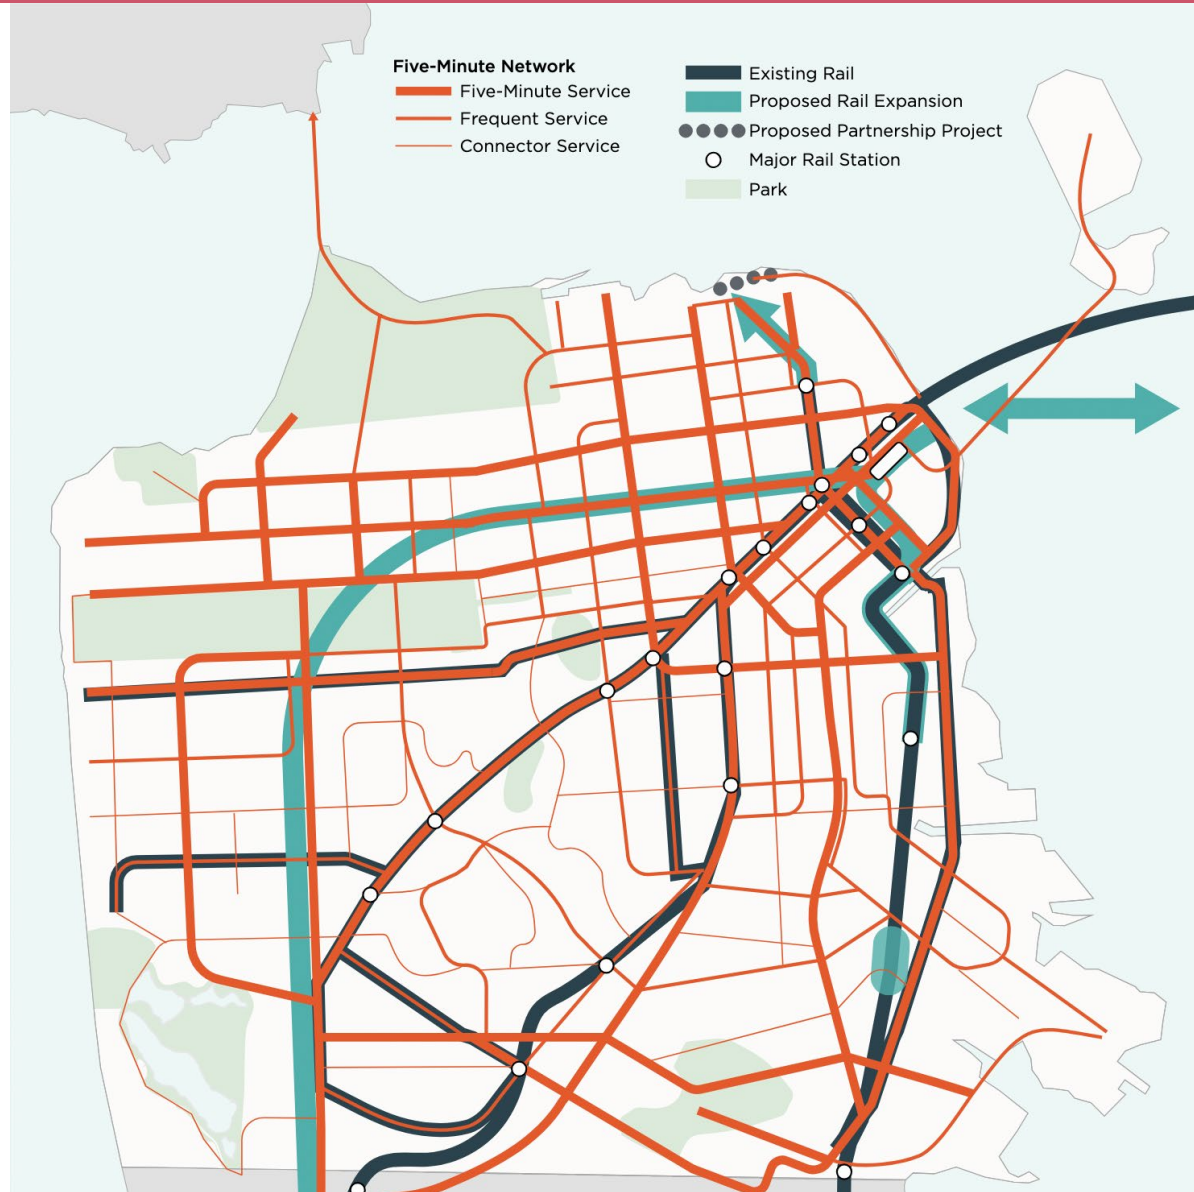 Five-Minute Network
Five-Minute Service
Frequent Service
Connector Service
Existing Rail
Proposed Rail Expansion
Proposed Partnership Project
Major Rail Station
Park